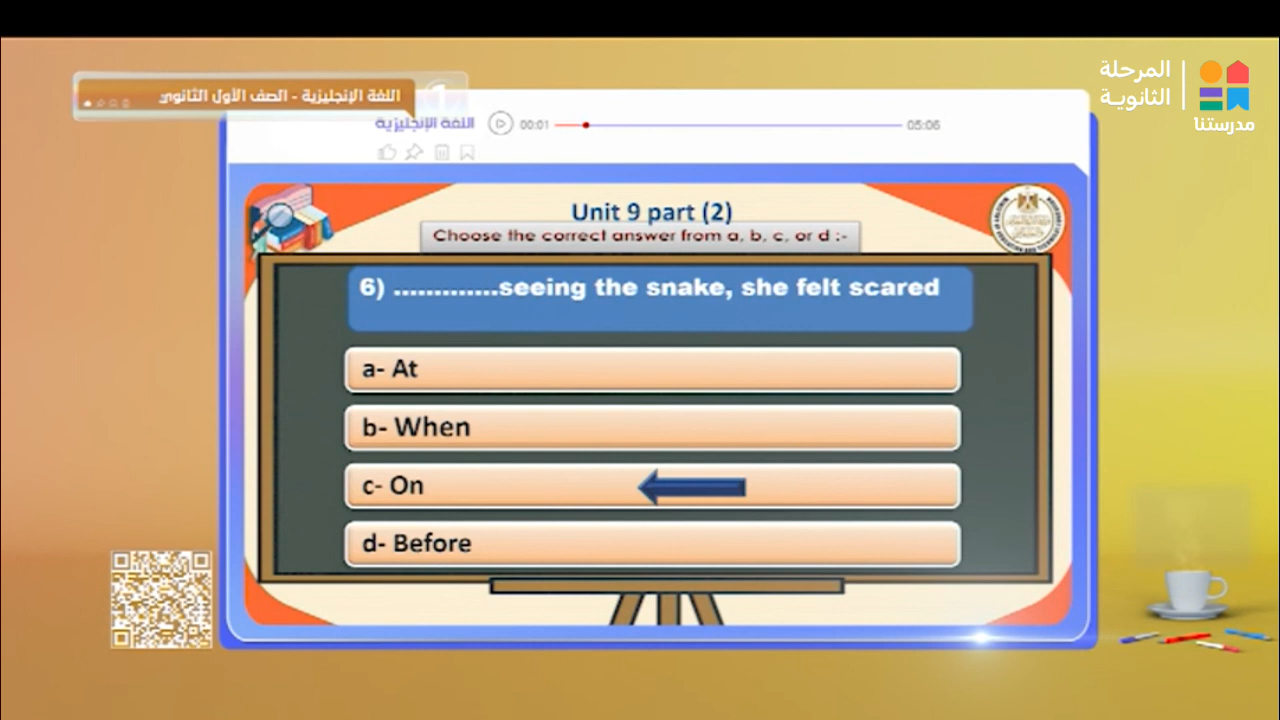 المرحلة
الثانوية
مدرستنا
اللغة الإنجليزية - الصف الأول الثانوي
اللغة الإنجليزية
00:01
05:06
Unit 9 part (2)
Choose the correct answer from a, b, c, or d :-
6) .............seeing the snake, she felt scared
a- At
b- When
c- On
d- Before